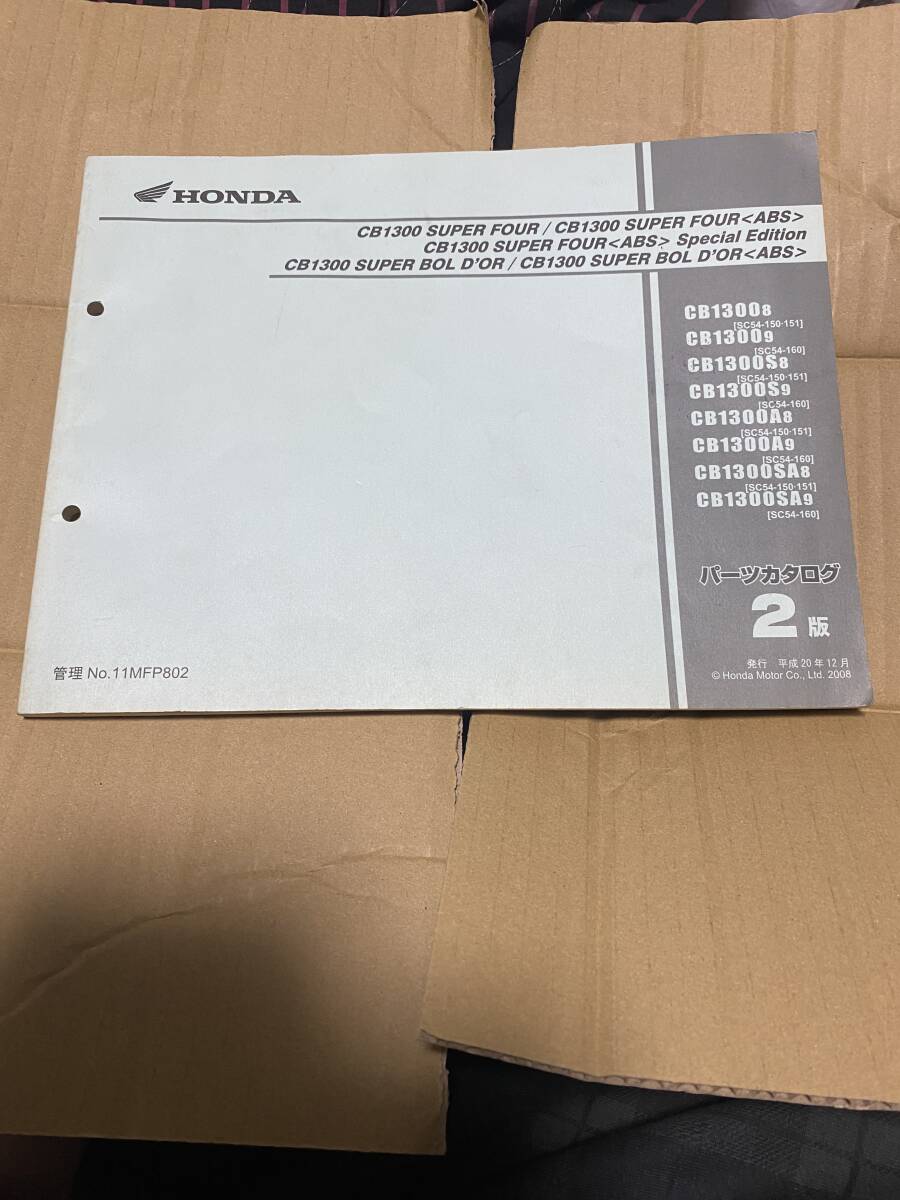 HONDA
CB1300 SUPER FOUR / CB1300 SUPER FOUR<ABS>
CB1300 SUPER FOUR<ABS> Special Edition
CB1300 SUPER BOL D'OR / CB1300 SUPER BOL D'OR<ABS>
CB13008
[SC54-150·151]
CB13009
[SC54-160]
CB1300S8
[SC54-150·151]
CB1300S9
[SC54-160]
CB1300A8
[SC54-150·151]
CB1300A9
[SC54-160]
CB1300SA8
[SC54-150·151]
CB1300SA9
[SC54-160]
パーツカタログ
2版
管理 No.11MFP802
発行 平成20年12月
© Honda Motor Co., Ltd. 2008